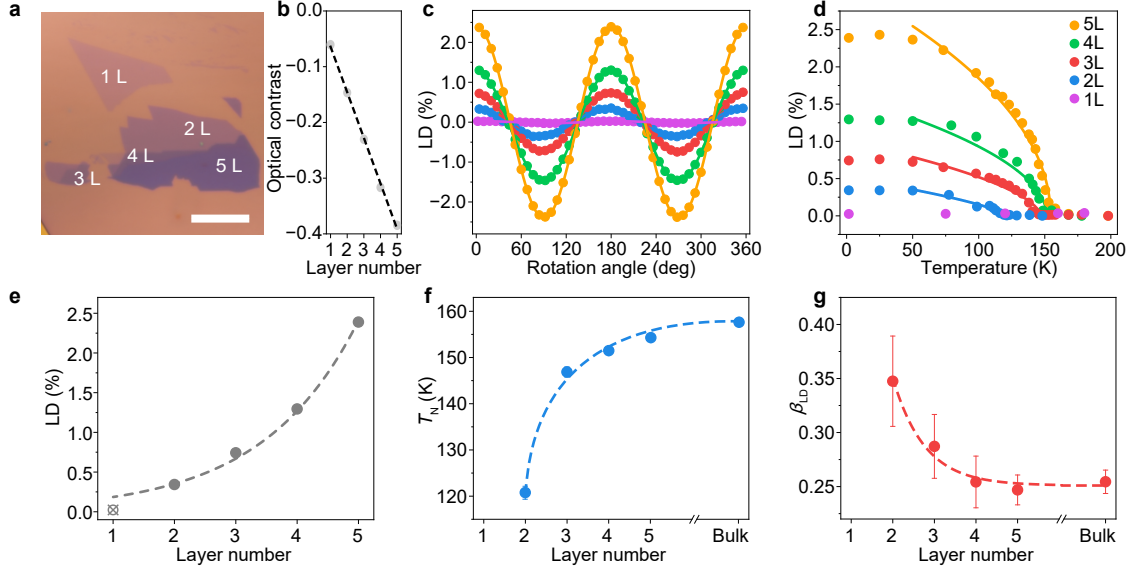 a
1 L
2 L
4 L
5 L
3 L
b
Optical contrast
0.0
−0.1
−0.2
−0.3
−0.4
1 2 3 4 5
Layer number
c
LD (%)
2.0
1.0
0.0
−1.0
−2.0
0 60 120 180 240 300 360
Rotation angle (deg)
d
LD (%)
2.5
2.0
1.5
1.0
0.5
0.0
0 50 100 150 200
Temperature (K)
5L
4L
3L
2L
1L
e
LD (%)
2.5
2.0
1.5
1.0
0.5
0.0
1 2 3 4 5
Layer number
f
T_N (K)
160
150
140
130
120
1 2 3 4 5 Bulk
Layer number
g
β_LD
0.40
0.35
0.30
0.25
1 2 3 4 5 Bulk
Layer number